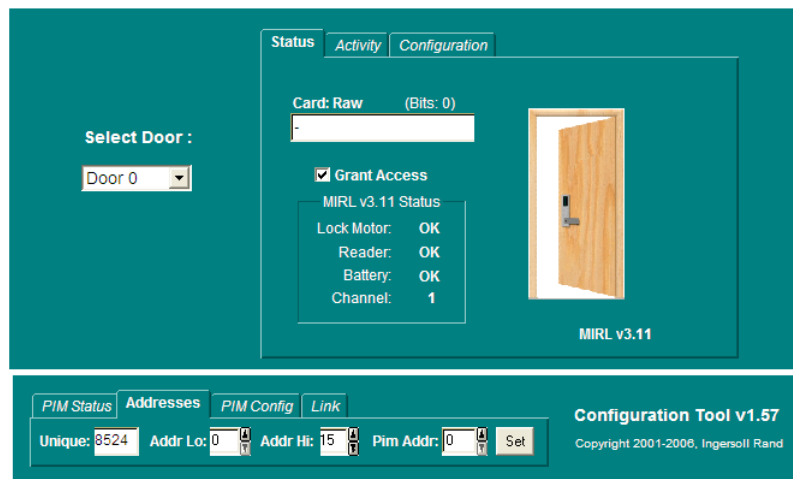 Status Activity Configuration
Card: Raw (Bits: 0)
-
Select Door :
Door 0
Grant Access
MIRL v3.11 Status
Lock Motor: OK
Reader: OK
Battery: OK
Channel: 1
MIRL v3.11
PIM Status Addresses PIM Config Link
Unique: 8524 Addr Lo: 0 Addr Hi: 15 Pim Addr: 0 Set
Configuration Tool v1.57
Copyright 2001-2006, Ingersoll Rand